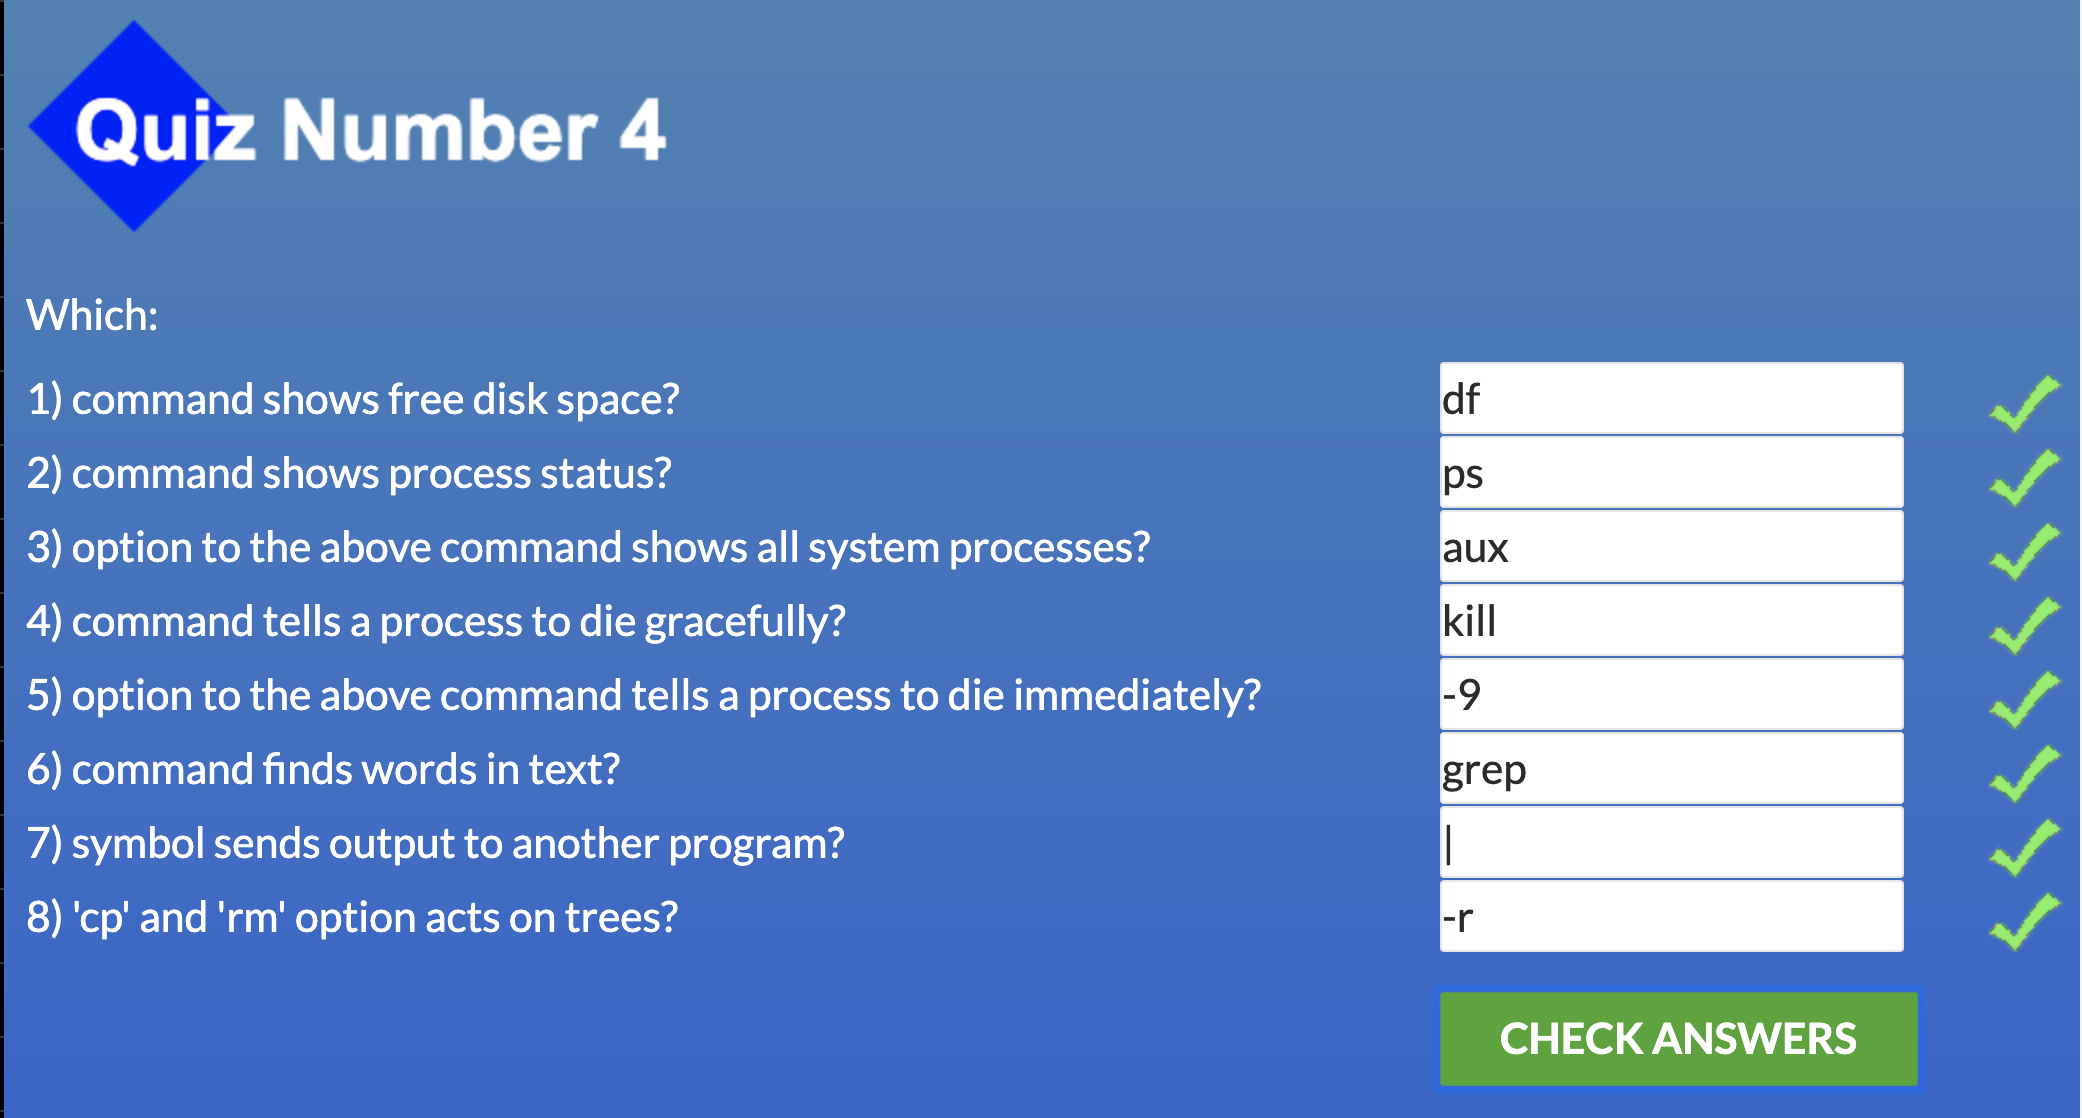 Quiz Number 4
Which:
1) command shows free disk space? df
2) command shows process status? ps
3) option to the above command shows all system processes? aux
4) command tells a process to die gracefully? kill
5) option to the above command tells a process to die immediately? -9
6) command finds words in text? grep
7) symbol sends output to another program? |
8) 'cp' and 'rm' option acts on trees? -r
CHECK ANSWERS